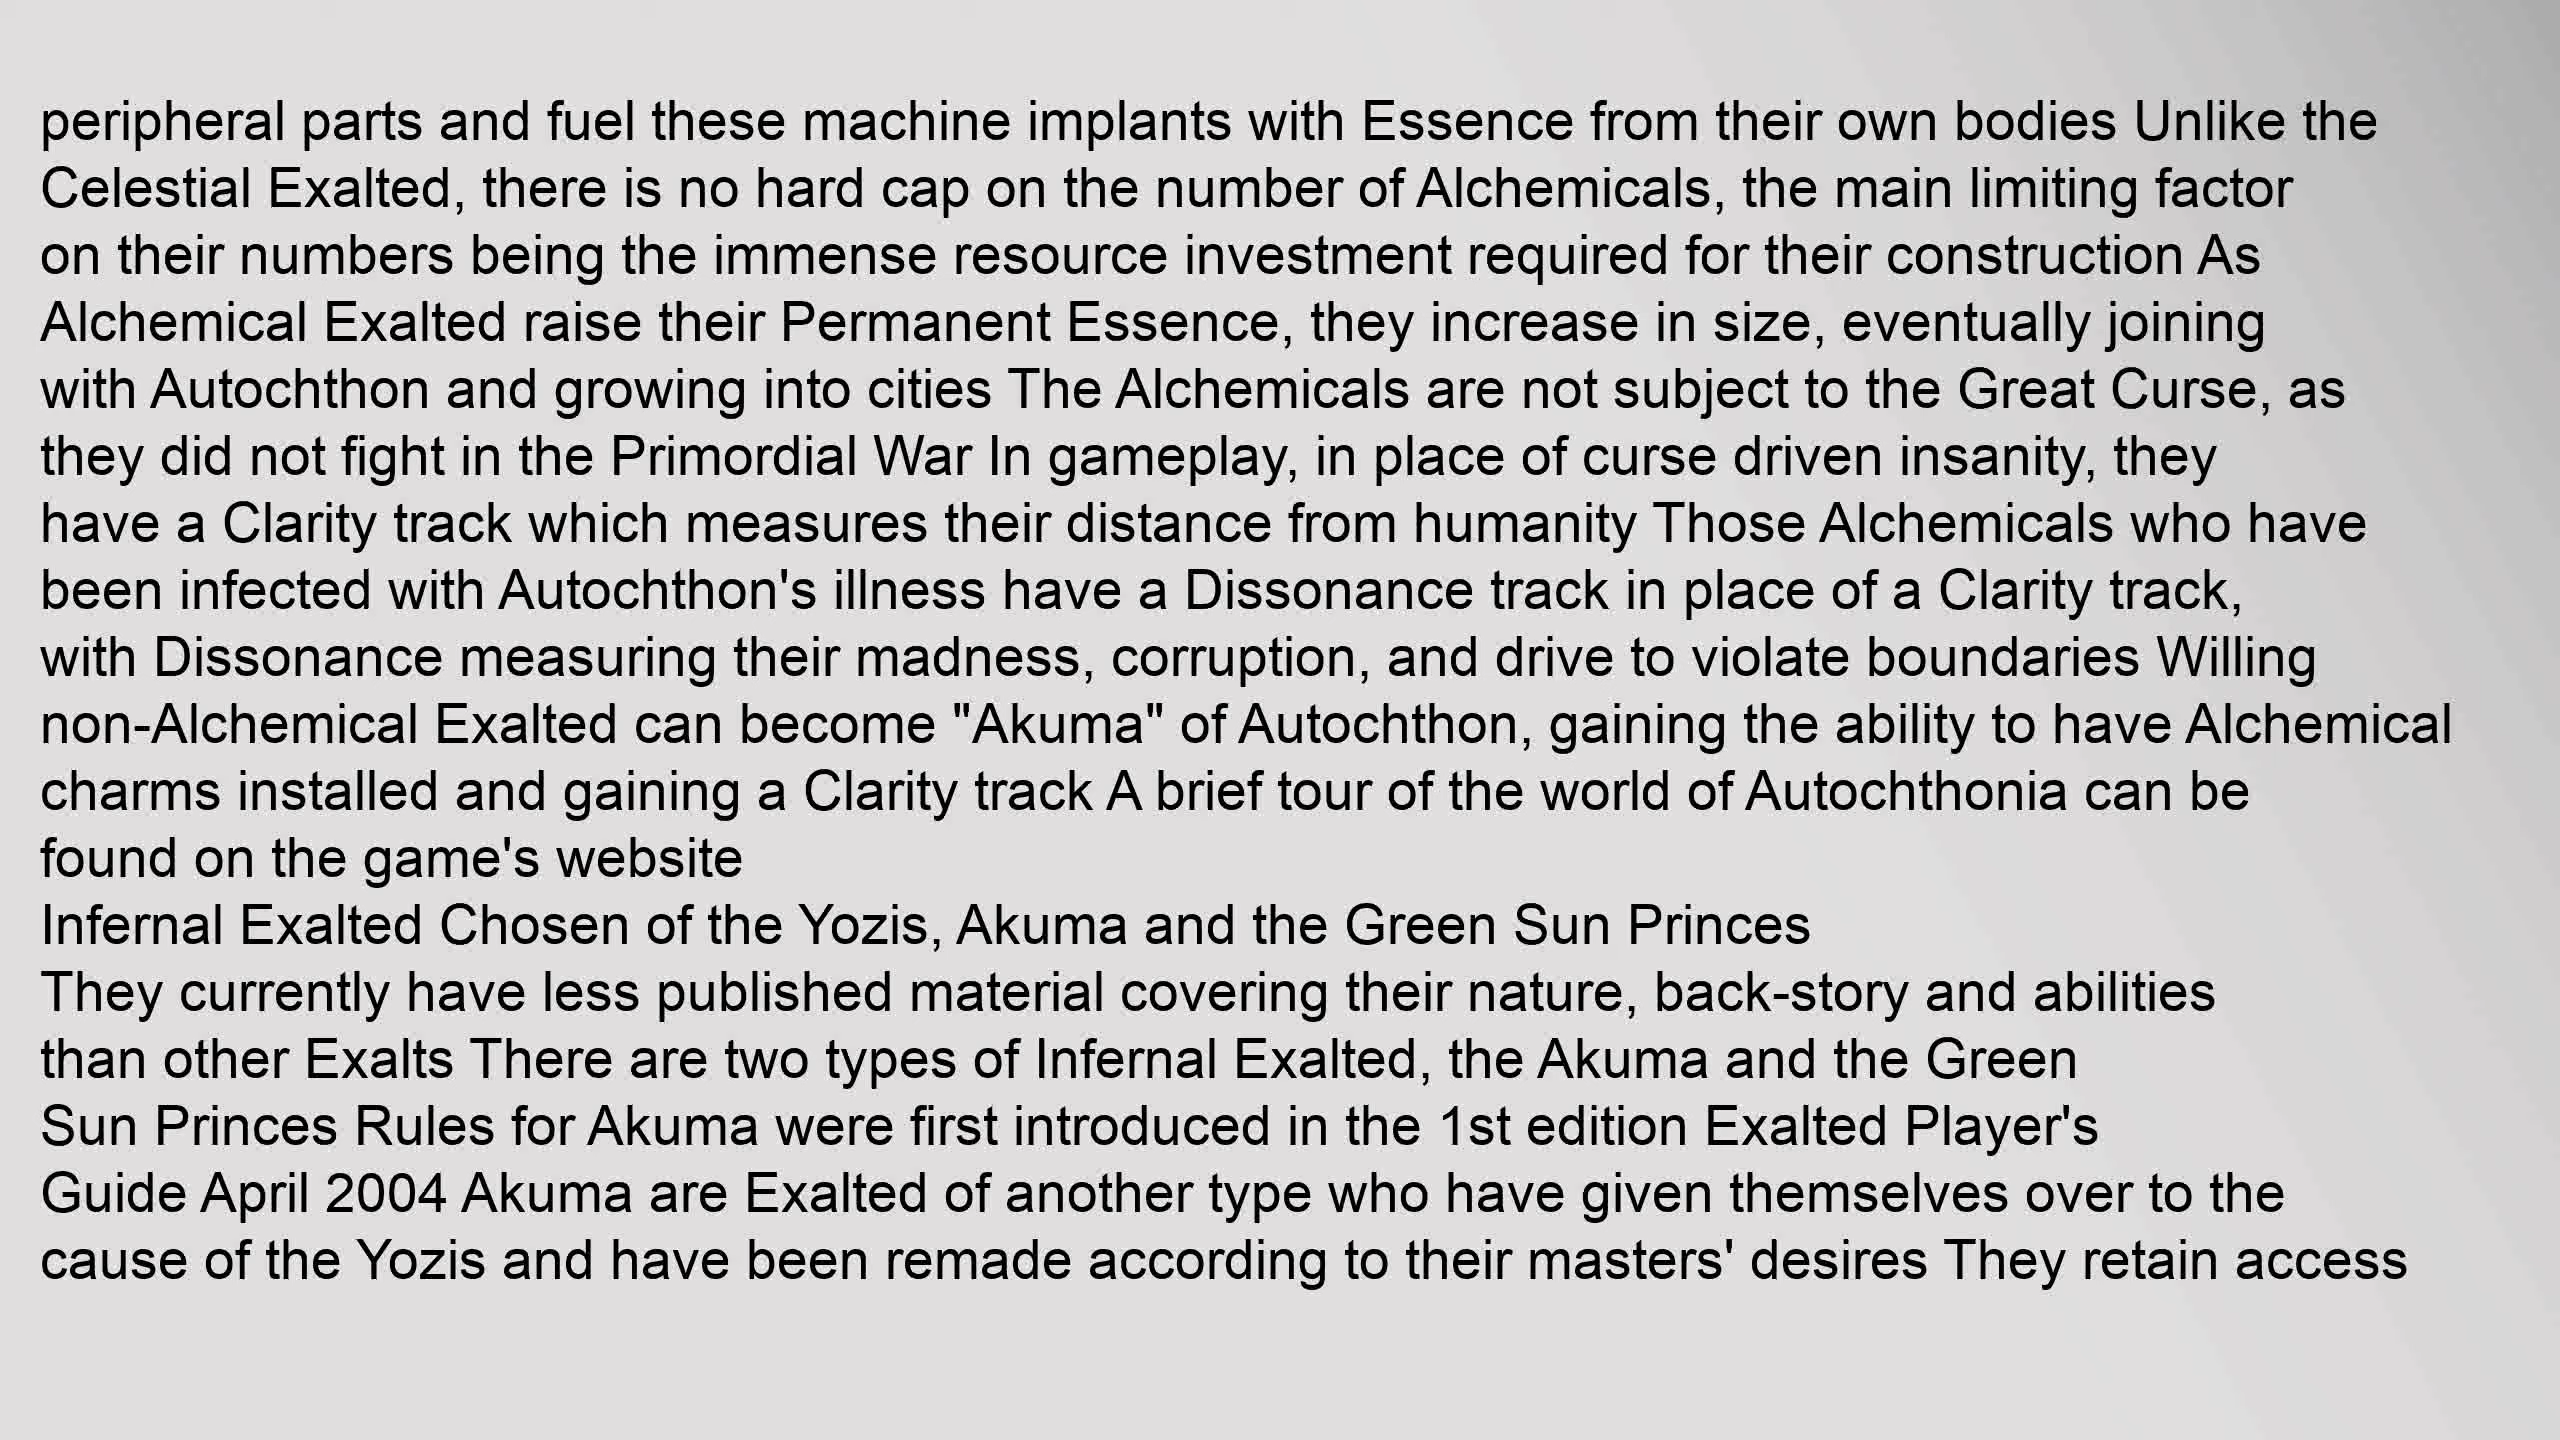 peripheral parts and fuel these machine implants with Essence from their own bodies Unlike the
Celestial Exalted, there is no hard cap on the number of Alchemicals, the main limiting factor
on their numbers being the immense resource investment required for their construction As
Alchemical Exalted raise their Permanent Essence, they increase in size, eventually joining
with Autochthon and growing into cities The Alchemicals are not subject to the Great Curse, as
they did not fight in the Primordial War In gameplay, in place of curse driven insanity, they
have a Clarity track which measures their distance from humanity Those Alchemicals who have
been infected with Autochthon's illness have a Dissonance track in place of a Clarity track,
with Dissonance measuring their madness, corruption, and drive to violate boundaries Willing
non-Alchemical Exalted can become "Akuma" of Autochthon, gaining the ability to have Alchemical
charms installed and gaining a Clarity track A brief tour of the world of Autochthonia can be
found on the game's website
Infernal Exalted Chosen of the Yozis, Akuma and the Green Sun Princes
They currently have less published material covering their nature, back-story and abilities
than other Exalts There are two types of Infernal Exalted, the Akuma and the Green
Sun Princes Rules for Akuma were first introduced in the 1st edition Exalted Player's
Guide April 2004 Akuma are Exalted of another type who have given themselves over to the
cause of the Yozis and have been remade according to their masters' desires They retain access